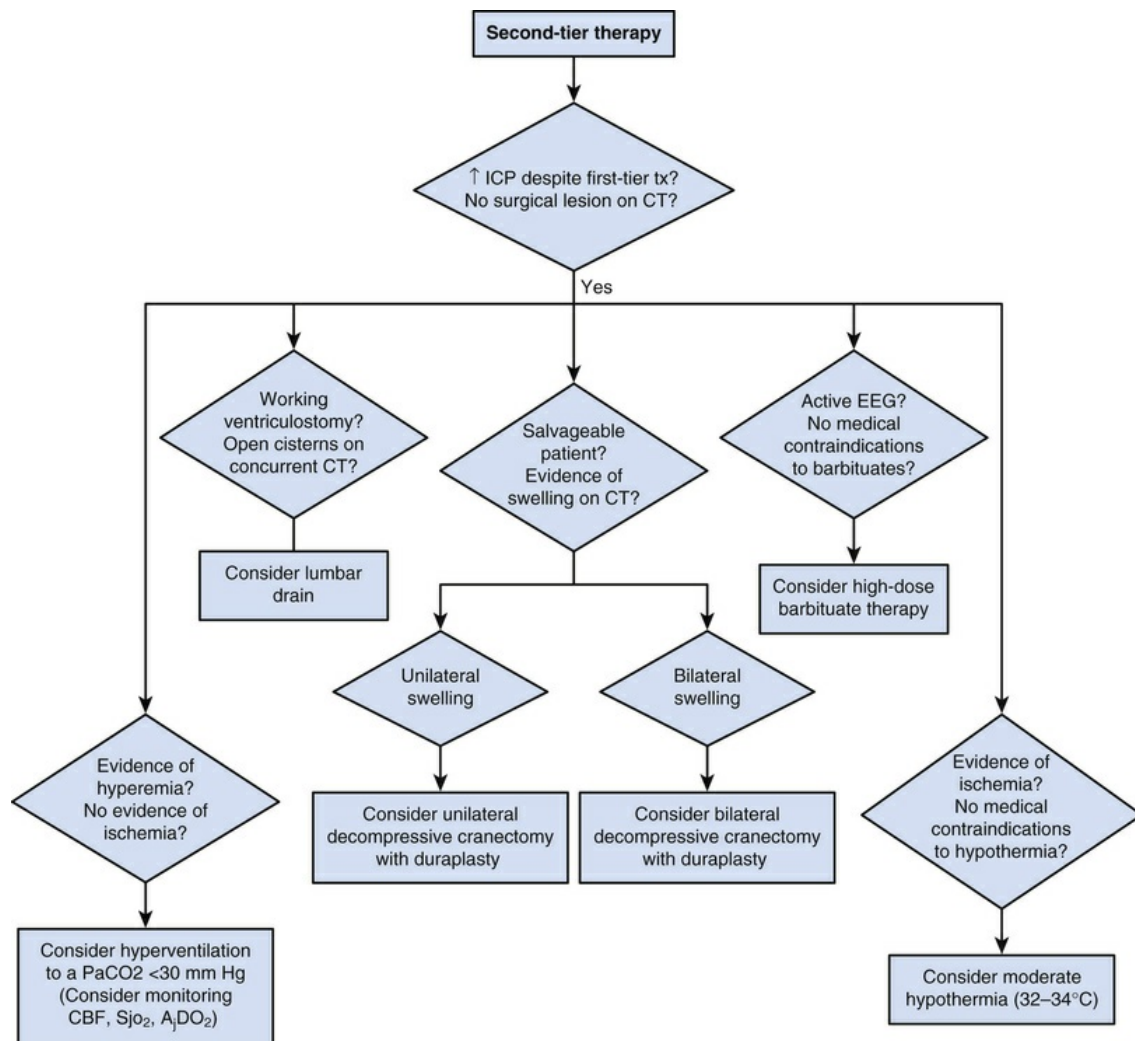 Second-tier therapy
↑ ICP despite first-tier tx?
No surgical lesion on CT?
Yes
Working
ventriculostomy?
Open cisterns on
concurrent CT?
Salvageable
patient?
Evidence of
swelling on CT?
Active EEG?
No medical
contraindications
to barbituates?
Consider lumbar
drain
Consider high-dose
barbituate therapy
Unilateral
swelling
Bilateral
swelling
Evidence of
hyperemia?
No evidence of
ischemia?
Consider unilateral
decompressive cranectomy
with duraplasty
Consider bilateral
decompressive cranectomy
with duraplasty
Evidence of
ischemia?
No medical
contraindications
to hypothermia?
Consider hyperventilation
to a PaCO2 <30 mm Hg
(Consider monitoring
CBF, Sjo₂, AⱼDO₂)
Consider moderate
hypothermia (32–34°C)